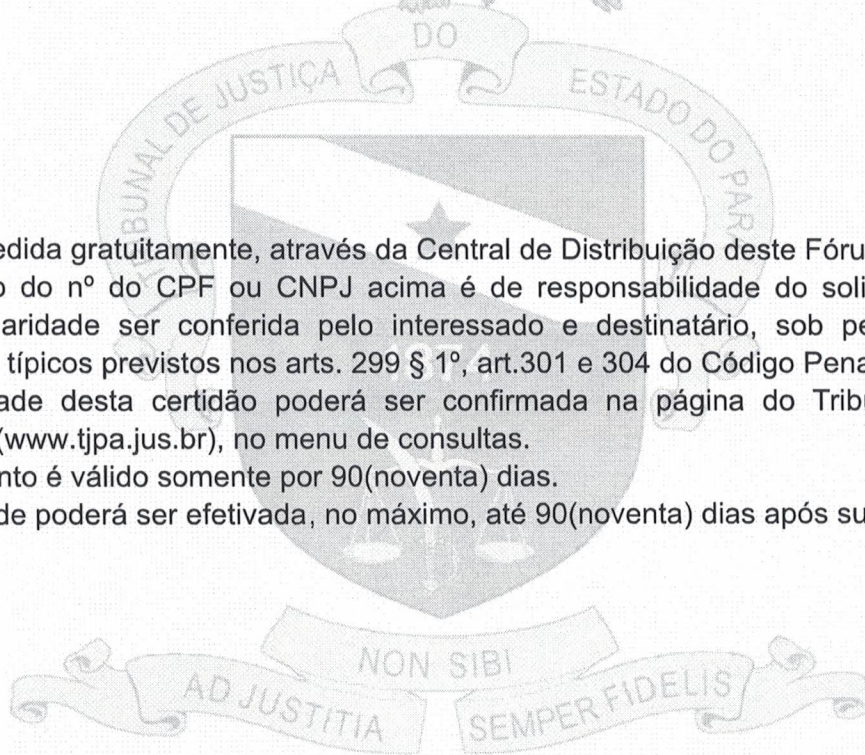 DO
TRIBUNAL DE JUSTIÇA
ESTADO DO PAR
edida gratuitamente, através da Central de Distribuição deste Fóru
o do nº do CPF ou CNPJ acima é de responsabilidade do soli
aridade ser conferida pelo interessado e destinatário, sob pe
típicos previstos nos arts. 299 § 1º, art.301 e 304 do Código Pena
1874
ade desta certidão poderá ser confirmada na página do Tribu
(www.tjpa.jus.br), no menu de consultas.
nto é válido somente por 90(noventa) dias.
de poderá ser efetivada, no máximo, até 90(noventa) dias após su
NON SIBI
AD JUSTITIA
SEMPER FIDELIS